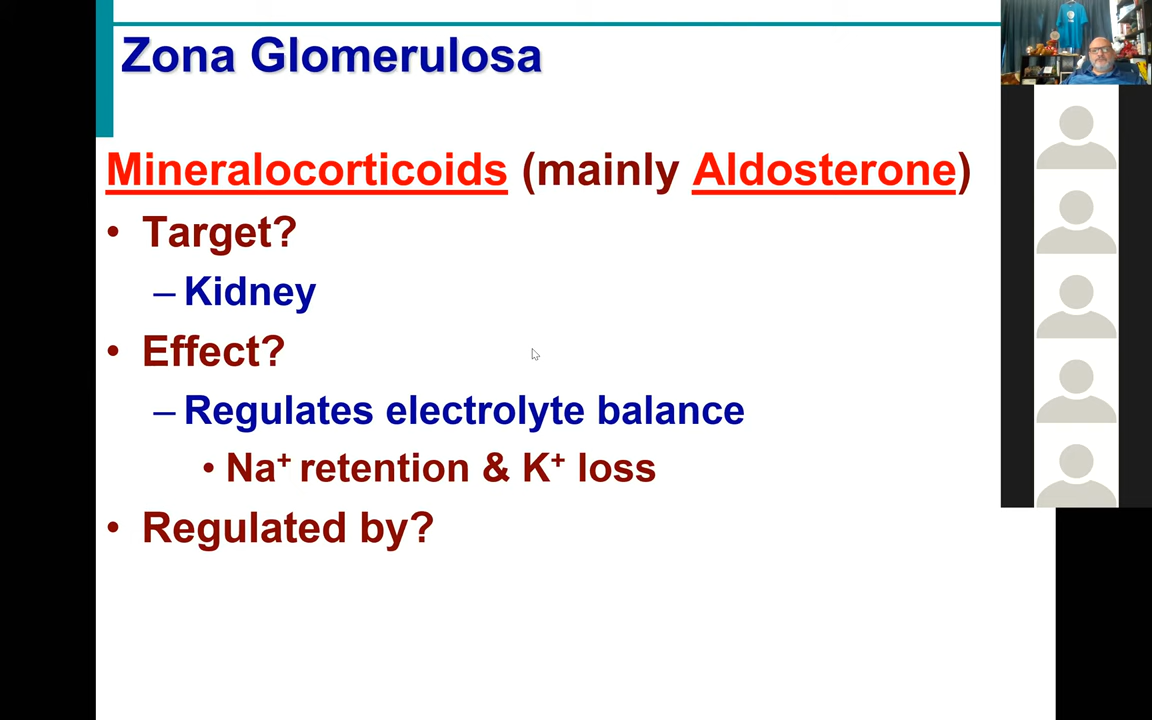 Zona Glomerulosa
Mineralocorticoids (mainly Aldosterone)
• Target?
– Kidney
• Effect?
– Regulates electrolyte balance
• Na⁺ retention & K⁺ loss
• Regulated by?